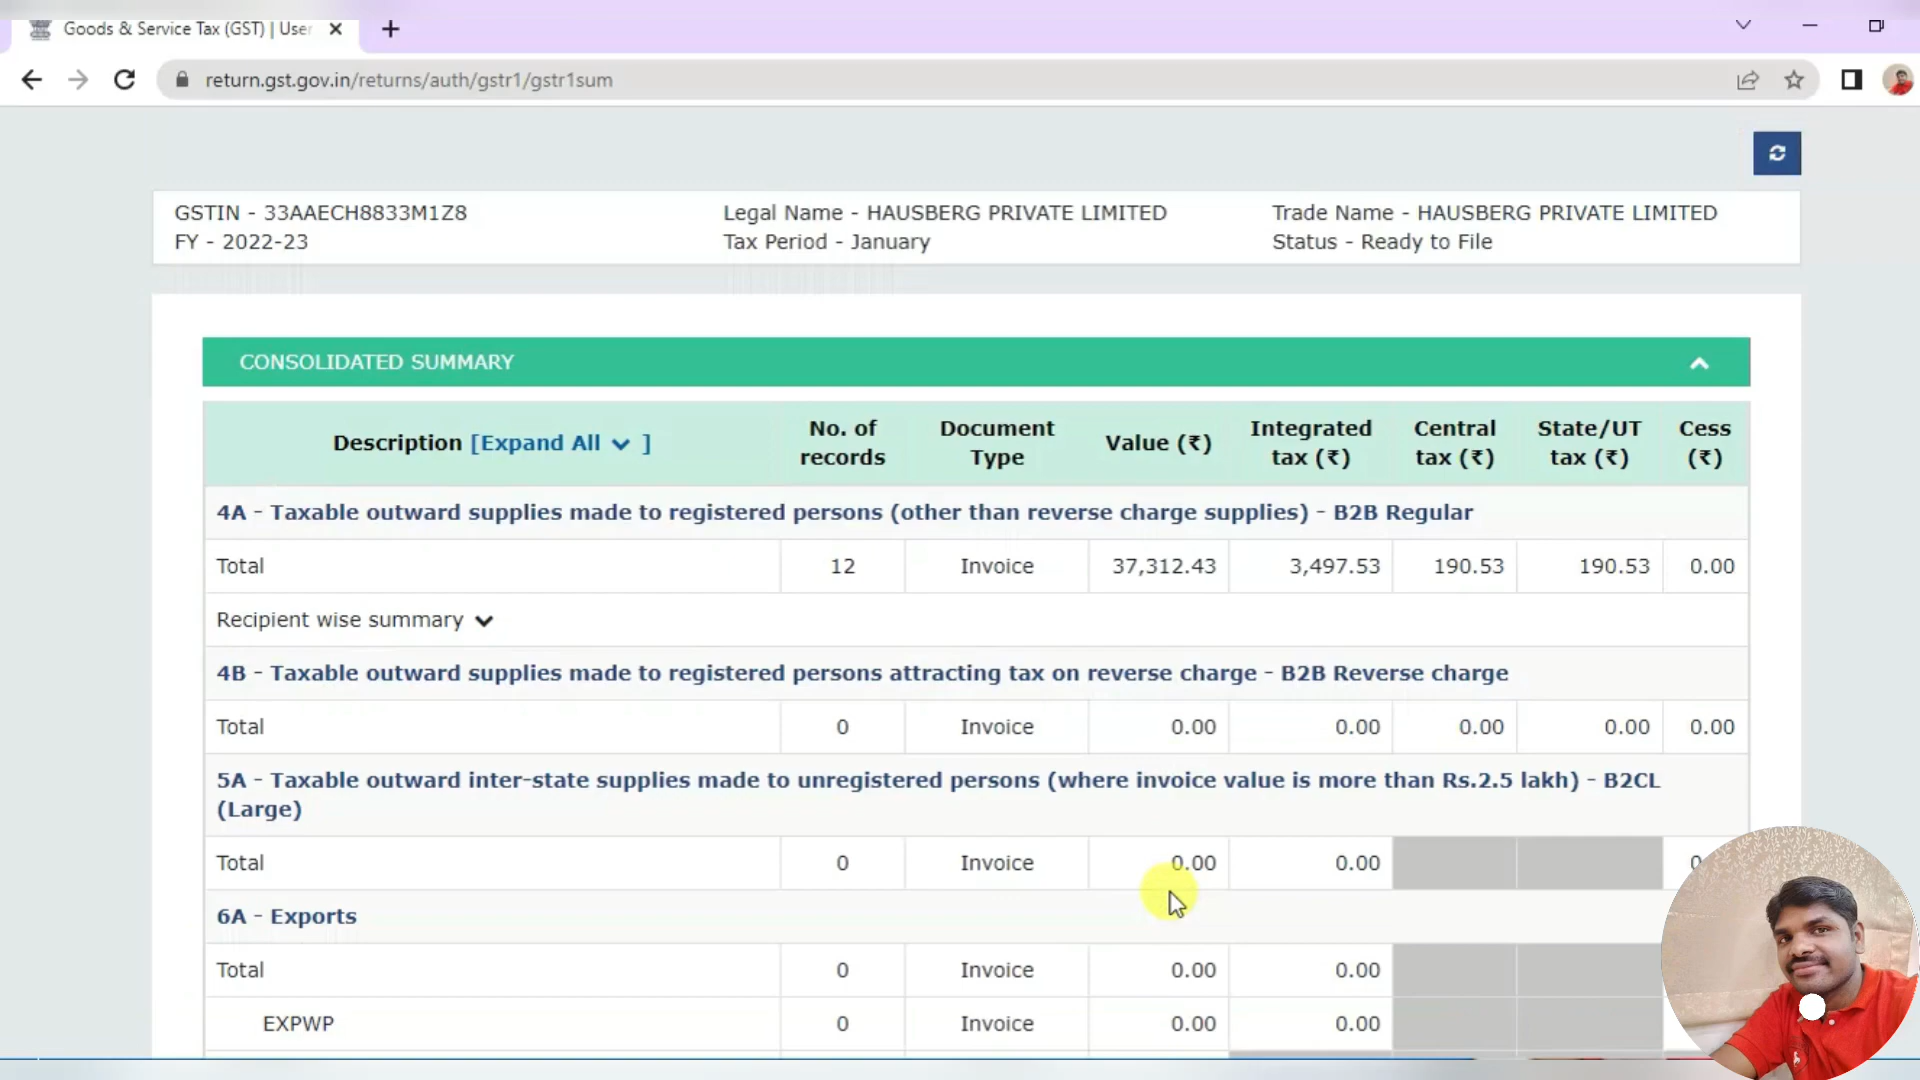 Goods & Service Tax (GST) | User
return.gst.gov.in/returns/auth/gstr1/gstr1sum
GSTIN - 33AAECH8833M1Z8 Legal Name - HAUSBERG PRIVATE LIMITED Trade Name - HAUSBERG PRIVATE LIMITED
FY - 2022-23 Tax Period - January Status - Ready to File
CONSOLIDATED SUMMARY
Description [Expand All ] No. of records Document Type Value (₹) Integrated tax (₹) Central tax (₹) State/UT tax (₹) Cess (₹)
4A - Taxable outward supplies made to registered persons (other than reverse charge supplies) - B2B Regular
Total 12 Invoice 37,312.43 3,497.53 190.53 190.53 0.00
Recipient wise summary
4B - Taxable outward supplies made to registered persons attracting tax on reverse charge - B2B Reverse charge
Total 0 Invoice 0.00 0.00 0.00 0.00 0.00
5A - Taxable outward inter-state supplies made to unregistered persons (where invoice value is more than Rs.2.5 lakh) - B2CL
(Large)
Total 0 Invoice 0.00 0.00
6A - Exports
Total 0 Invoice 0.00 0.00
EXPWP 0 Invoice 0.00 0.00